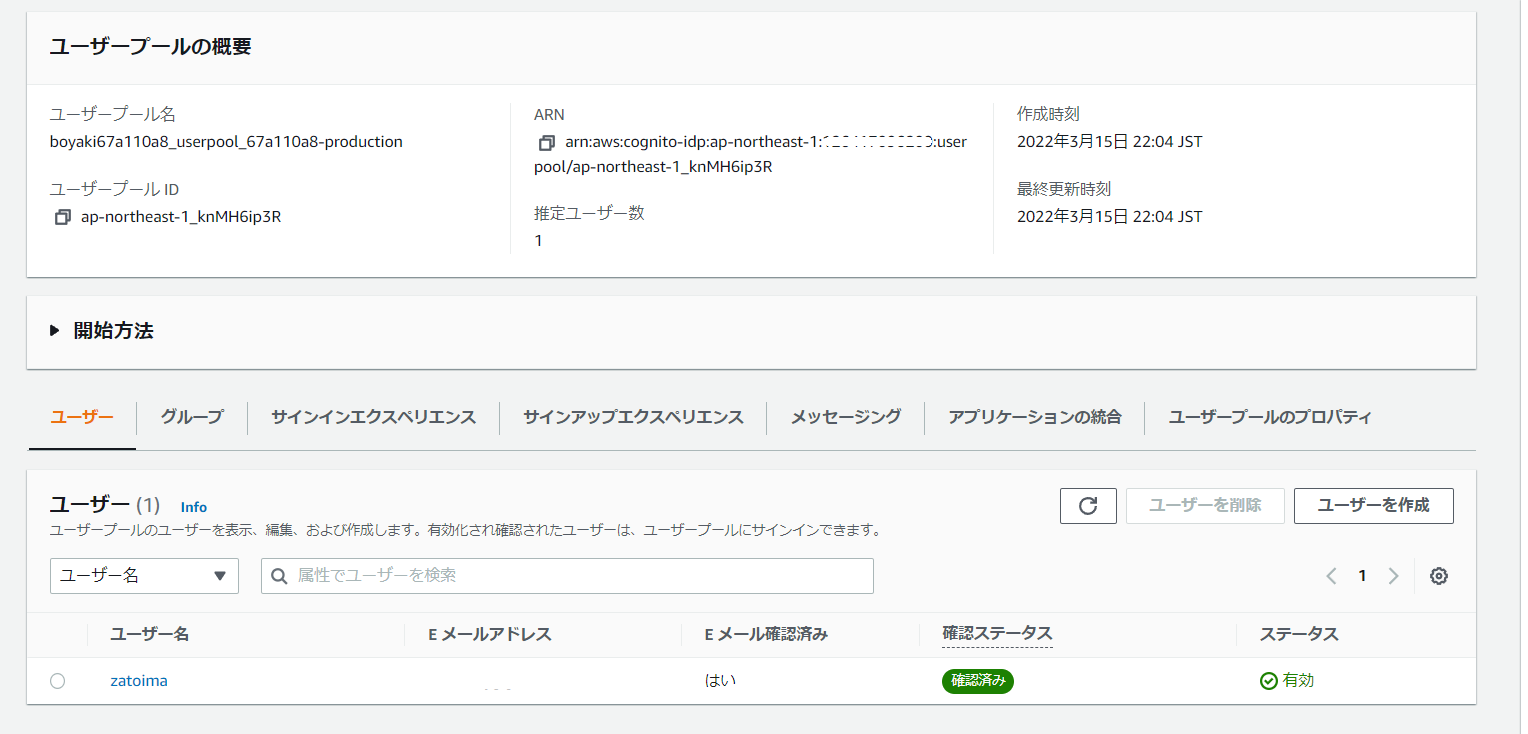 ユーザープールの概要
ユーザープール名
boyaki67a110a8_userpool_67a110a8-production
ユーザープール ID
ap-northeast-1_knMH6ip3R
ARN
arn:aws:cognito-idp:ap-northeast-1: :user
pool/ap-northeast-1_knMH6ip3R
推定ユーザー数
1
作成時刻
2022年3月15日 22:04 JST
最終更新時刻
2022年3月15日 22:04 JST
開始方法
ユーザー グループ サインインエクスペリエンス サインアップエクスペリエンス メッセージング アプリケーションの統合 ユーザープールのプロパティ
ユーザー (1) Info
ユーザープールのユーザーを表示、編集、および作成します。有効化され確認されたユーザーは、ユーザープールにサインインできます。
ユーザーを削除 ユーザーを作成
ユーザー名 属性でユーザーを検索 1
ユーザー名 E メールアドレス E メール確認済み 確認ステータス ステータス
zatoima はい 確認済み 有効